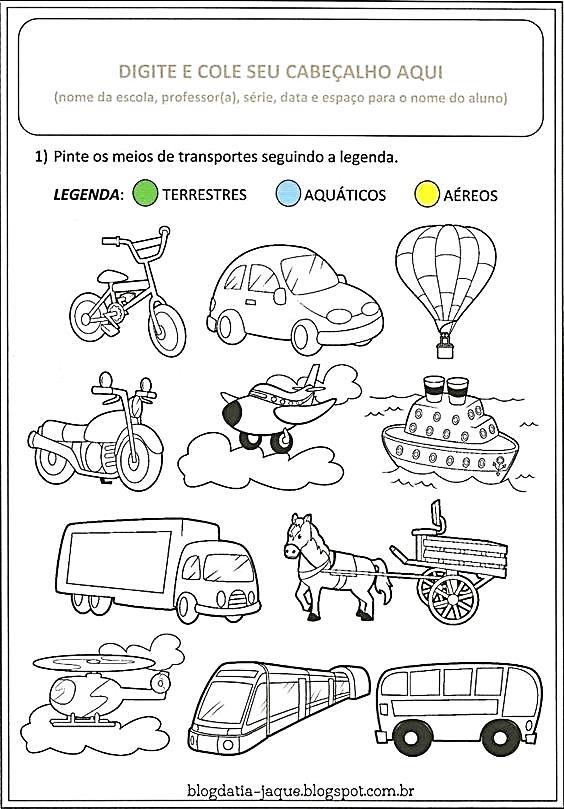 DIGITE E COLE SEU CABEÇALHO AQUI
(nome da escola, professor(a), série, data e espaço para o nome do aluno)
1) Pinte os meios de transportes seguindo a legenda.
LEGENDA: TERRESTRES AQUÁTICOS AÉREOS
blogdatia-jaque.blogspot.com.br